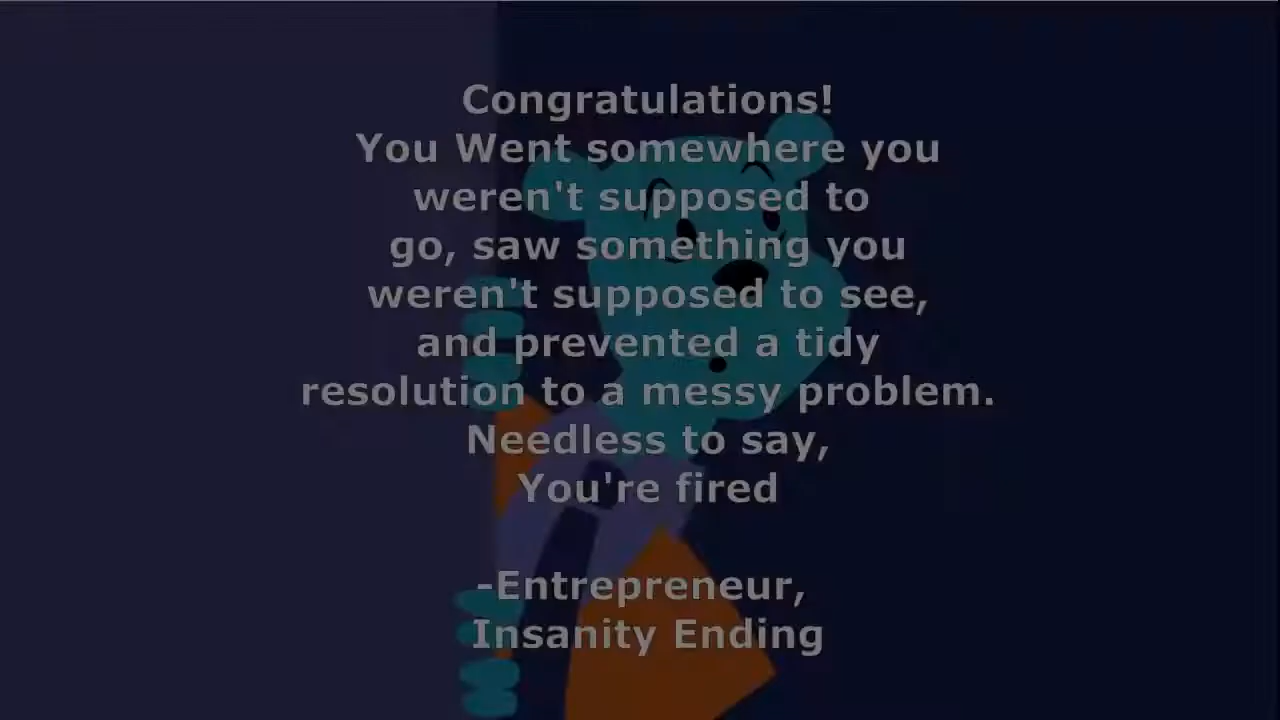 Congratulations!
You Went somewhere you
weren't supposed to
go, saw something you
weren't supposed to see,
and prevented a tidy
resolution to a messy problem.
Needless to say,
You're fired
-Entrepreneur,
Insanity Ending